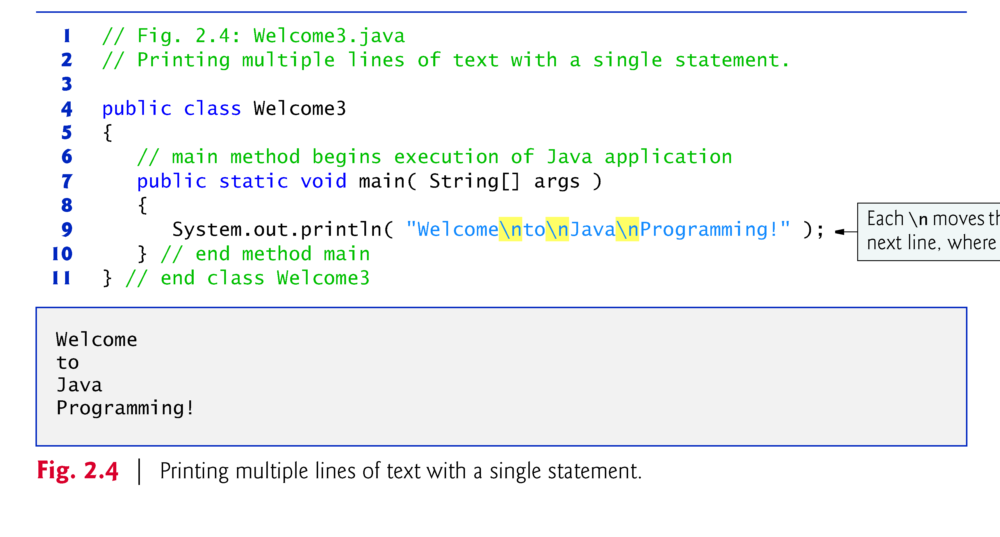 1 // Fig. 2.4: Welcome3.java
2 // Printing multiple lines of text with a single statement.
3
4 public class Welcome3
5 {
6 // main method begins execution of Java application
7 public static void main( String[] args )
8 {
9 System.out.println( "Welcome\nto\nJava\nProgramming!" );
Each \n moves
next line, where
10 } // end method main
11 } // end class Welcome3
Welcome
to
Java
Programming!
Fig. 2.4 | Printing multiple lines of text with a single statement.